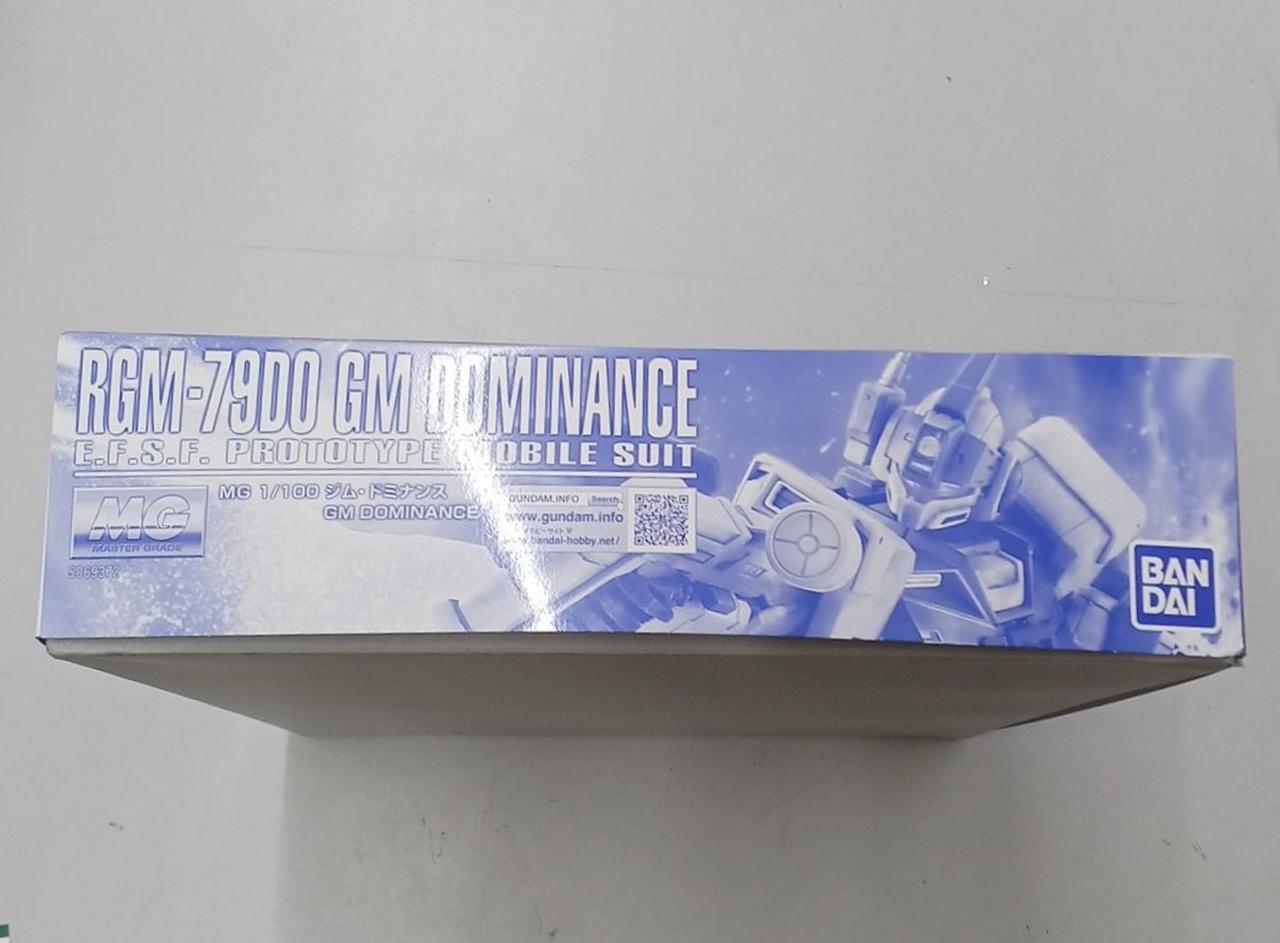 RGM-79DO GM DOMINANCE
E.F.S.F. PROTOTYPE MOBILE SUIT
MG
MASTER GRADE
MG 1/100 ジム・ドミナンス
GM DOMINANCE
5069372
GUNDAM.INFO Search
www.gundam.info
www.bandai-hobby.net/
BAN
DAI